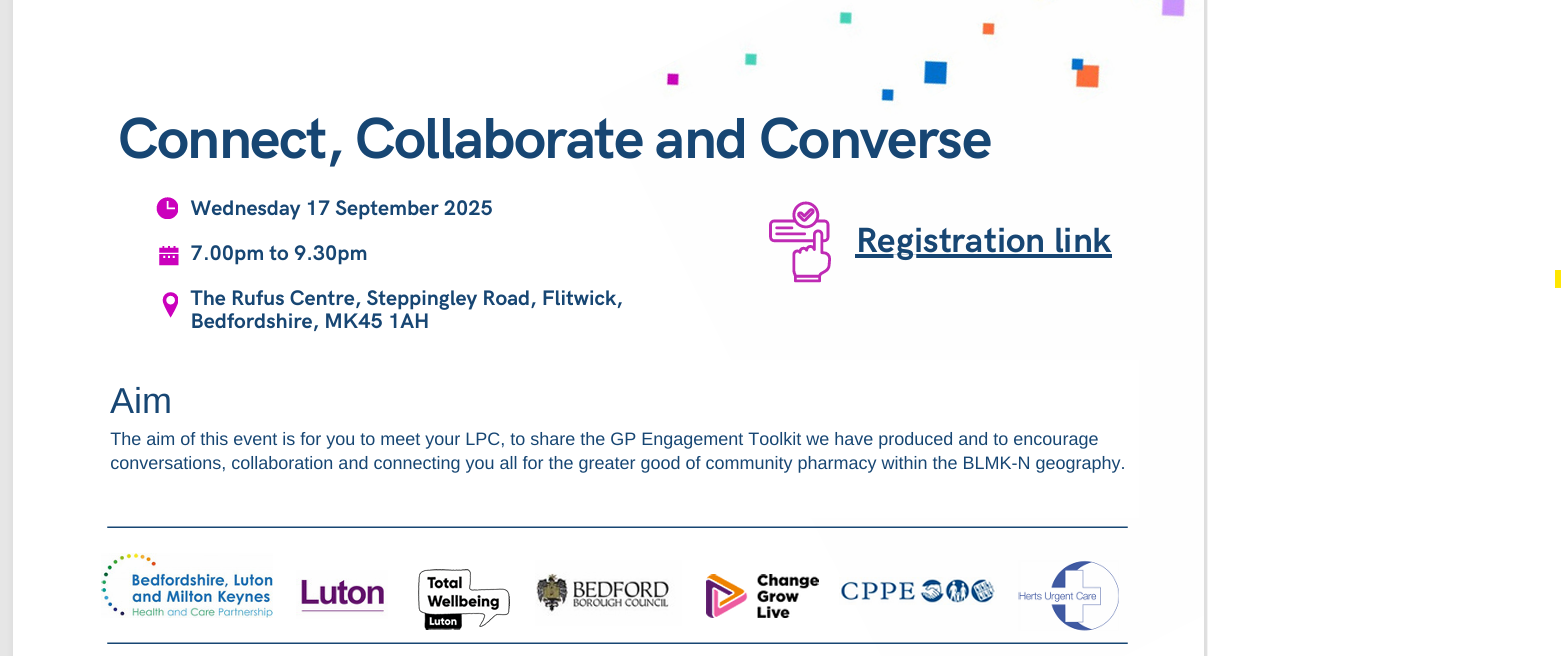 Connect, Collaborate and Converse
Wednesday 17 September 2025
7.00pm to 9.30pm
The Rufus Centre, Steppingley Road, Flitwick,
Bedfordshire, MK45 1AH
Registration link
Aim
The aim of this event is for you to meet your LPC, to share the GP Engagement Toolkit we have produced and to encourage
conversations, collaboration and connecting you all for the greater good of community pharmacy within the BLMK-N geography.
Bedfordshire, Luton
and Milton Keynes
Health and Care Partnership
Luton
Total
Wellbeing
Luton
BEDFORD
BOROUGH COUNCIL
Change
Grow
Live
CPPE
Herts Urgent Care